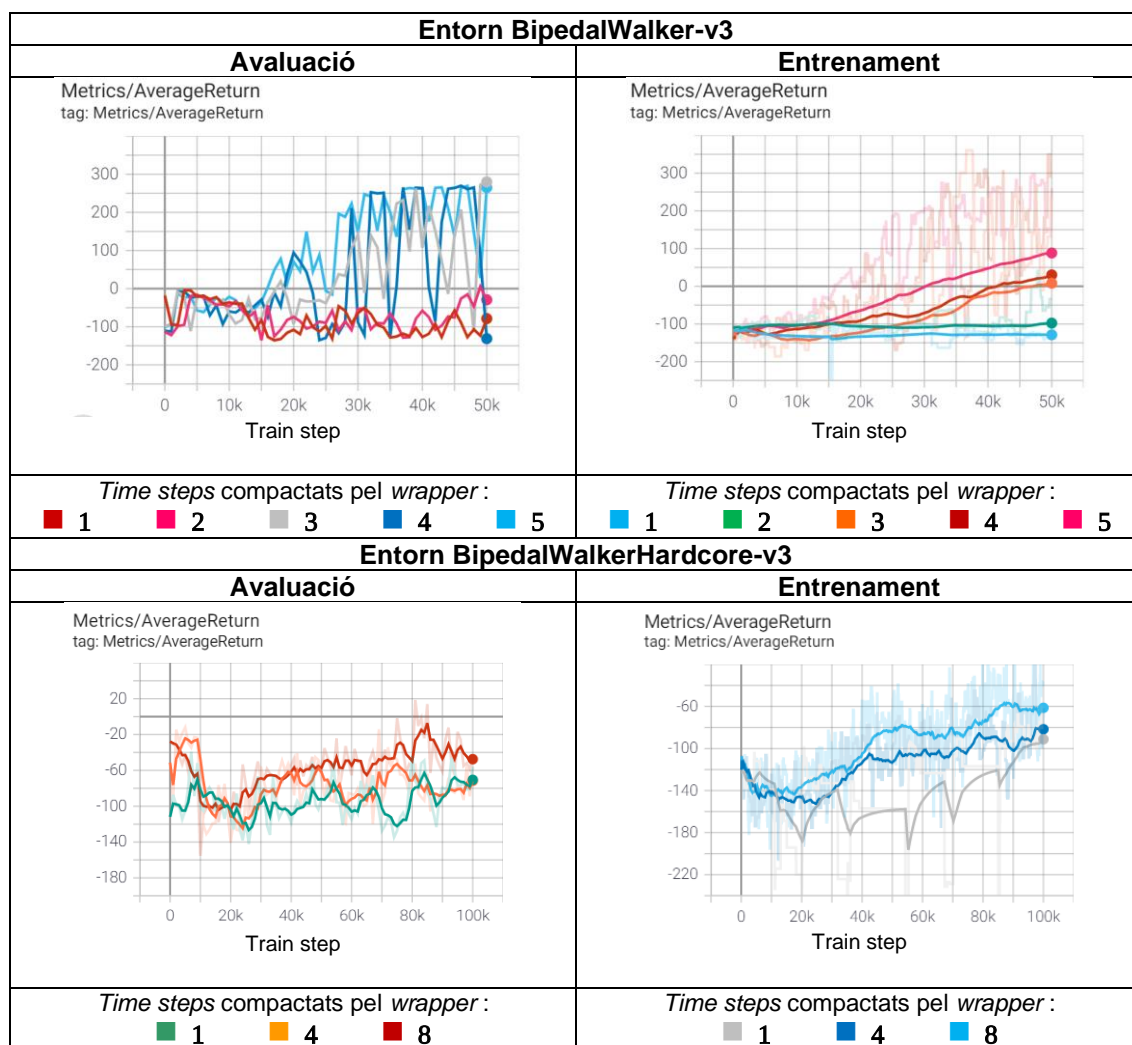 Entorn BipedalWalker-v3
Avaluació
Entrenament
Metrics/AverageReturn
tag: Metrics/AverageReturn
300
200
100
0
-100
-200
0 10k 20k 30k 40k 50k
Train step
Metrics/AverageReturn
tag: Metrics/AverageReturn
300
200
100
0
-100
-200
0 10k 20k 30k 40k 50k
Train step
Time steps compactats pel wrapper :
1 2 3 4 5
Time steps compactats pel wrapper :
1 2 3 4 5
Entorn BipedalWalkerHardcore-v3
Avaluació
Entrenament
Metrics/AverageReturn
tag: Metrics/AverageReturn
20
-20
-60
-100
-140
-180
0 20k 40k 60k 80k 100k
Train step
Metrics/AverageReturn
tag: Metrics/AverageReturn
-60
-100
-140
-180
-220
0 20k 40k 60k 80k 100k
Train step
Time steps compactats pel wrapper :
1 4 8
Time steps compactats pel wrapper :
1 4 8